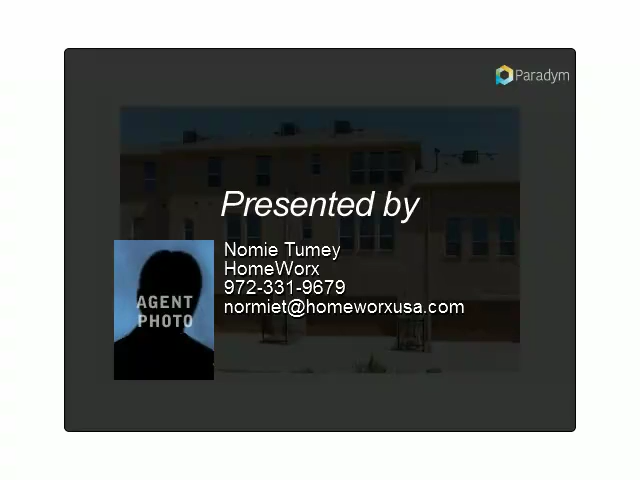 Paradym
Presented by
Nomie Tumey
HomeWorx
972-331-9679
normiet@homeworxusa.com
AGENT
PHOTO